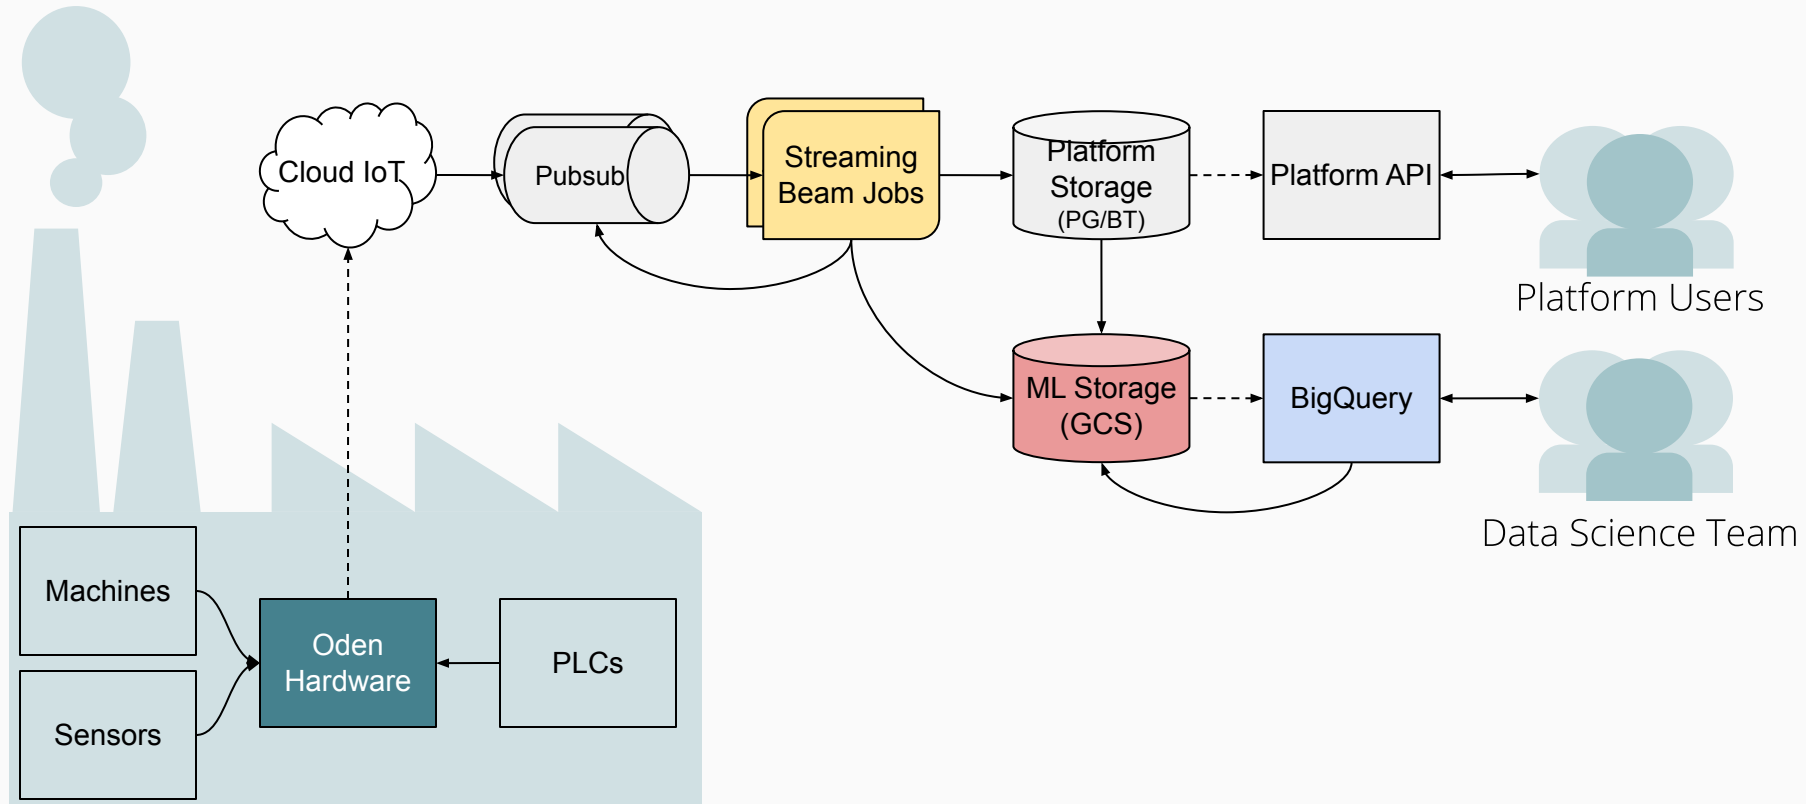 Cloud IoT
Pubsub
Streaming
Beam Jobs
Platform
Storage
(PG/BT)
Platform API
Platform Users
ML Storage
(GCS)
BigQuery
Data Science Team
Machines
Sensors
Oden
Hardware
PLCs